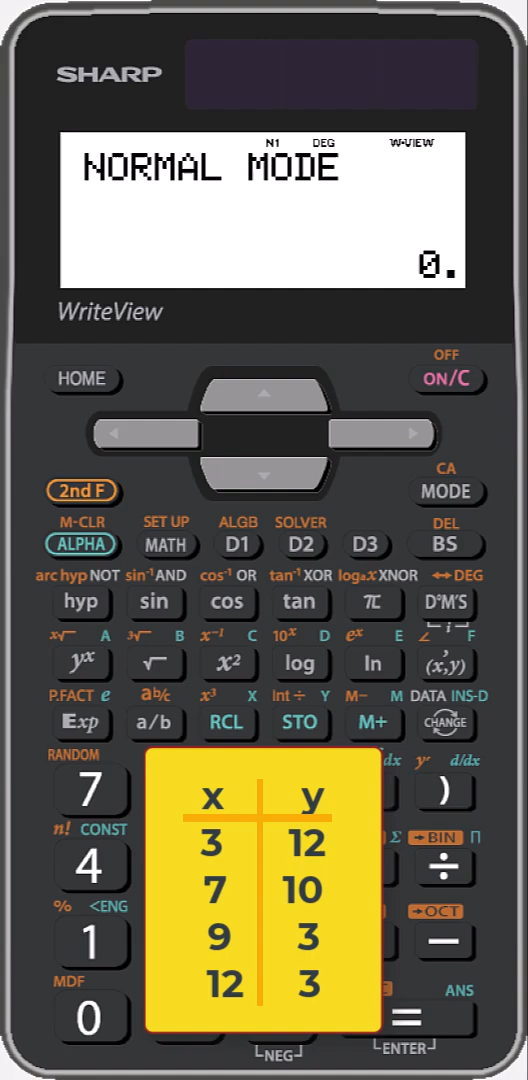 SHARP
N1 DEG W-VIEW
NORMAL MODE
0.
WriteView
OFF
HOME ON/C
CA
2nd F MODE
M-CLR SET UP ALGB SOLVER DEL
ALPHA MATH D1 D2 D3 BS
arc hyp NOT sin⁻¹ AND cos⁻¹ OR tan⁻¹ XOR logₐx XNOR ↔DEG
hyp sin cos tan π D°M'S
ˣ√ A ³√ B x⁻¹ C 10ˣ D eˣ E ∠ i F
yˣ √ x² log ln (x,y)
P.FACT e ab/c x³ X Int÷ Y M− M DATA INS-D
Exp a/b RCL STO M+ CHANGE
RANDOM dx y' d/dx
7 )
n! CONST Σ →BIN Π
4 ÷
% <ENG →OCT
1 −
MDF ANS
0 =
NEG ENTER
x y
3 12
7 10
9 3
12 3